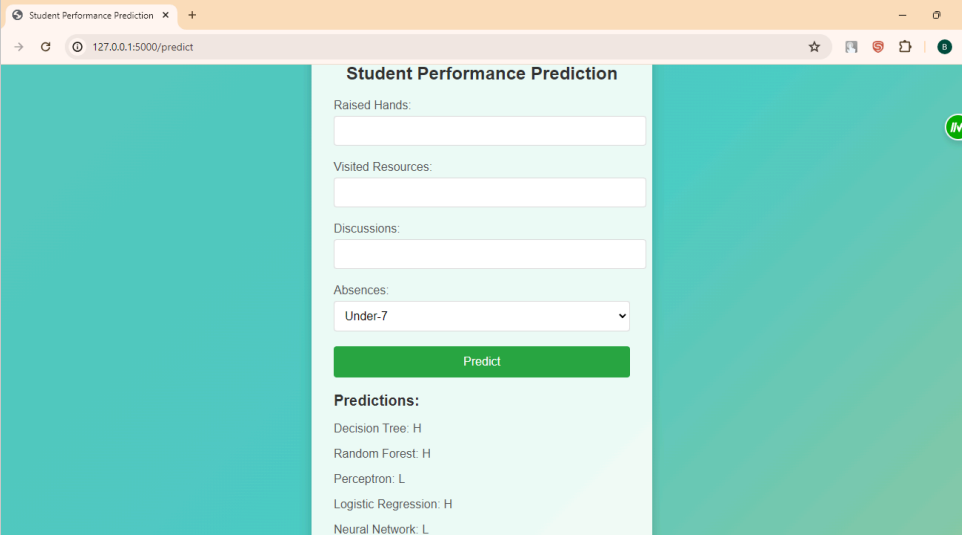 Student Performance Prediction
127.0.0.1:5000/predict
B
Student Performance Prediction
Raised Hands:
Visited Resources:
Discussions:
Absences:
Under-7
Predict
Predictions:
Decision Tree: H
Random Forest: H
Perceptron: L
Logistic Regression: H
Neural Network: L